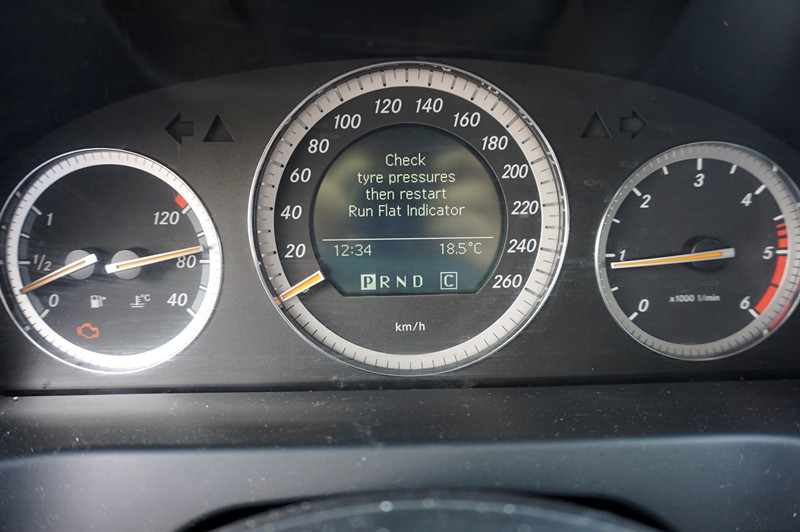 Check
tyre pressures
then restart
Run Flat Indicator
12:34 18.5°C
P R N D C
20
40
60
80
100
120
140
160
180
200
220
240
260
km/h
1
1/2
0
120
80
40
°C
0
1
2
3
4
5
6
x1000 1/min